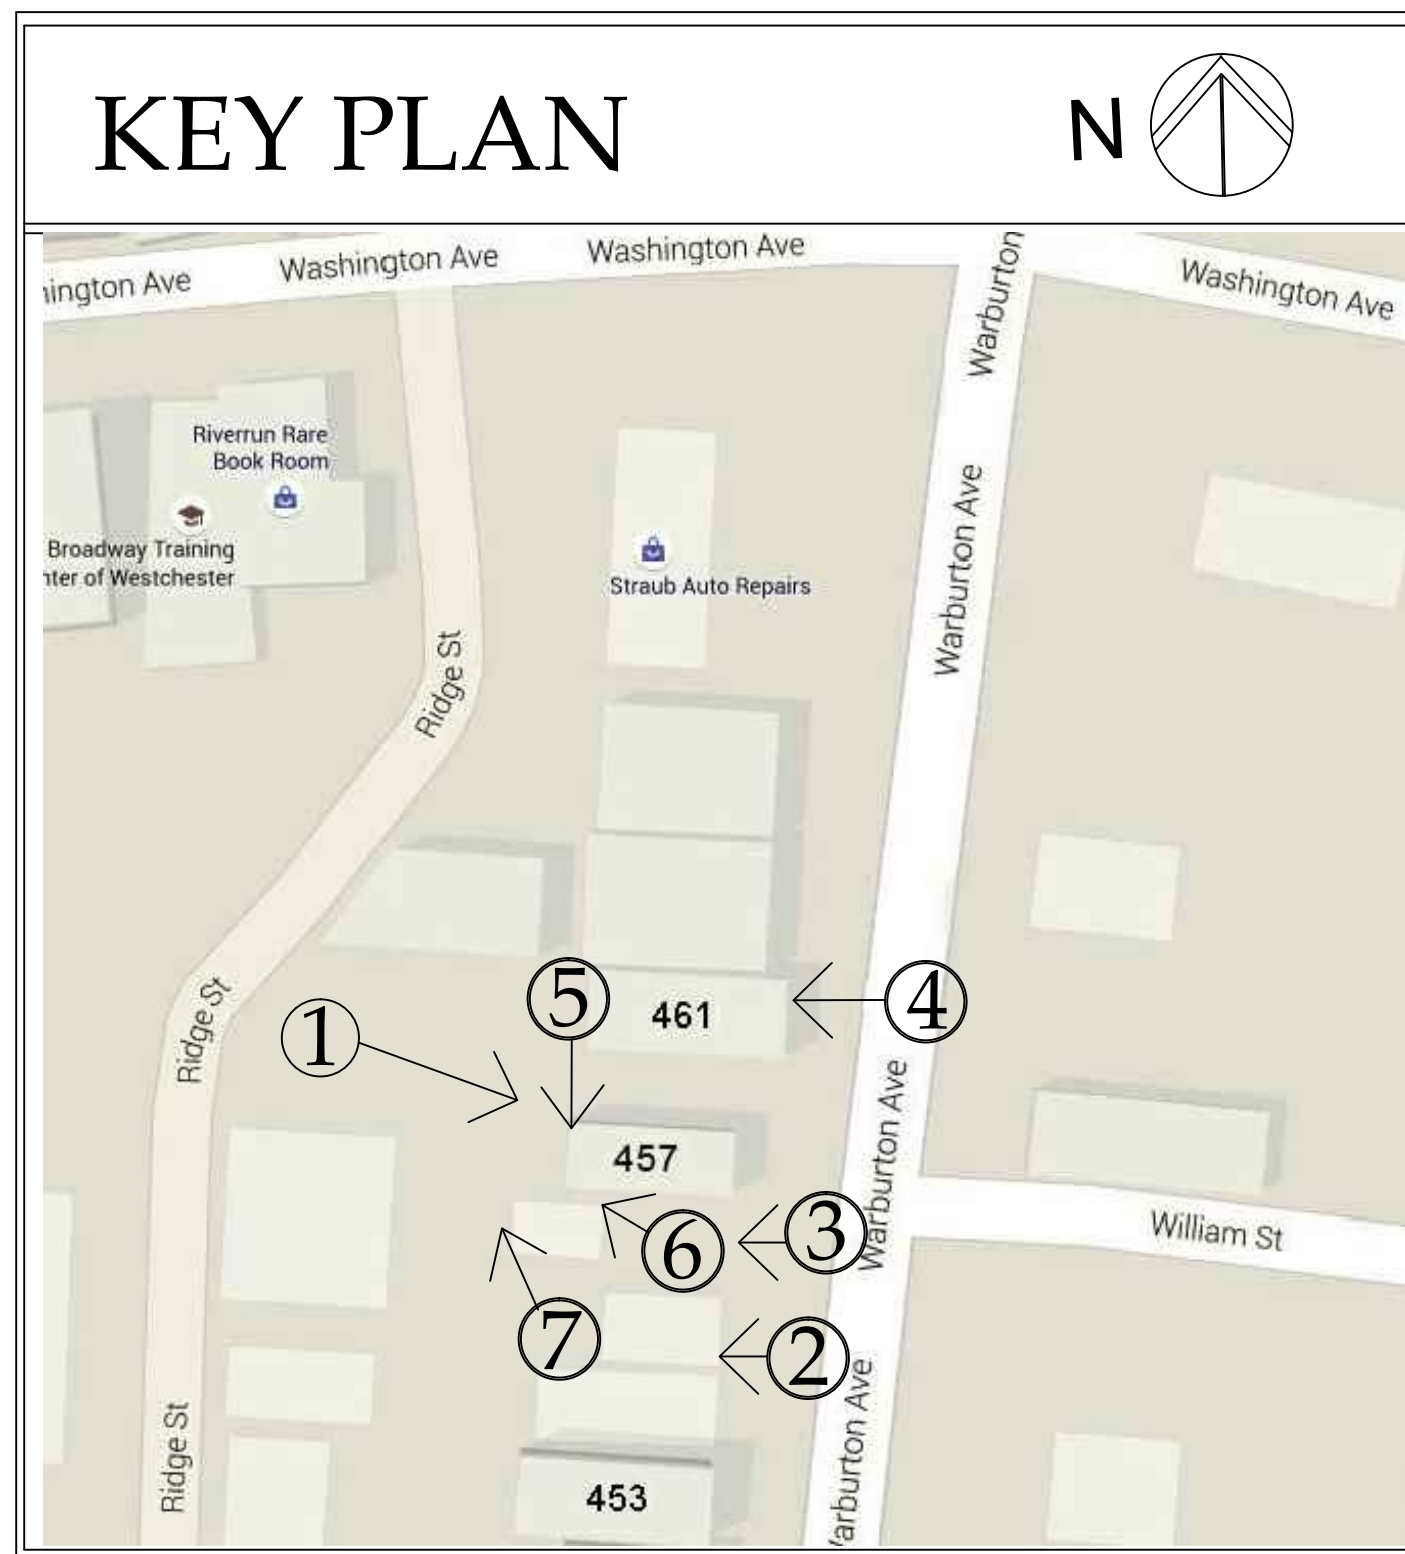 KEY PLAN
N
Washington Ave
Washington Ave
ington Ave
Washington Ave
Warburton
Riverrun Rare
Book Room
Broadway Training
nter of Westchester
Straub Auto Repairs
Warburton Ave
Ridge St
Ridge St
5
461
4
1
457
Warburton Ave
3
6
William St
7
2
Warburton Ave
Ridge St
453